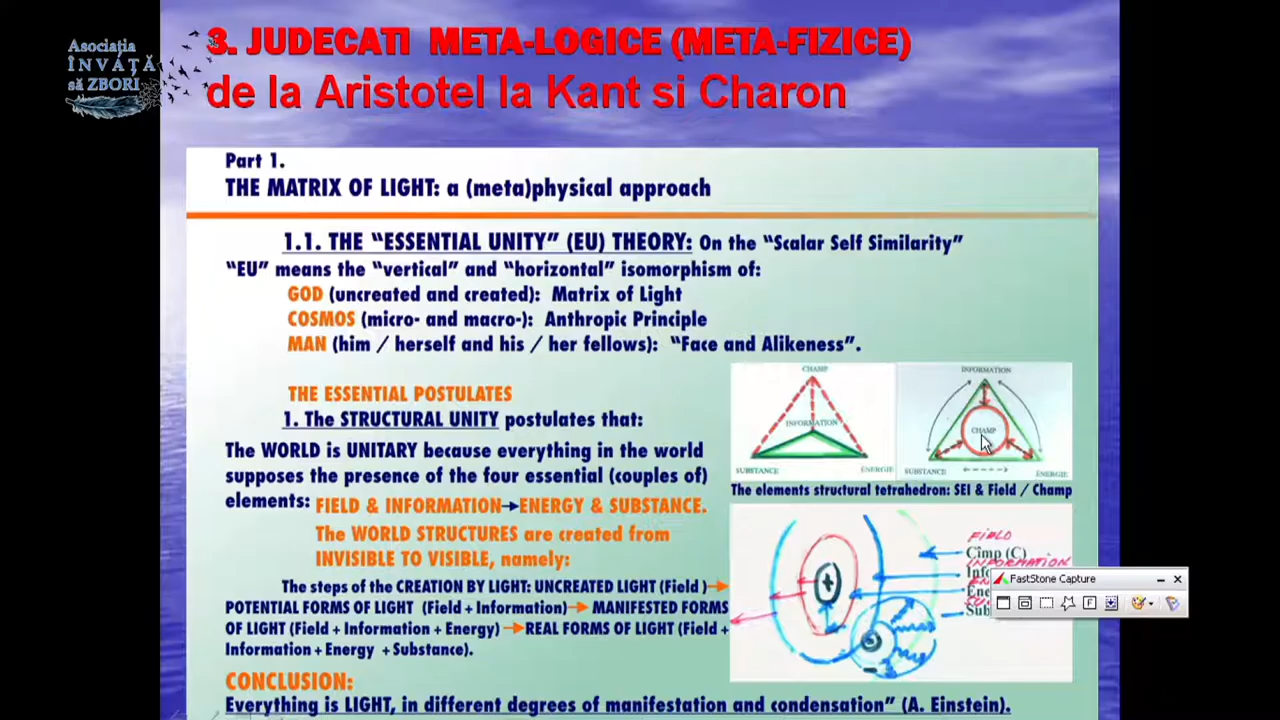 Asociația
ÎNVAȚĂ
să ZBORI
3. JUDECATI META-LOGICE (META-FIZICE)
de la Aristotel la Kant si Charon
Part 1.
THE MATRIX OF LIGHT: a (meta)physical approach
1.1. THE “ESSENTIAL UNITY” (EU) THEORY: On the “Scalar Self Similarity”
“EU” means the “vertical” and “horizontal” isomorphism of:
GOD (uncreated and created): Matrix of Light
COSMOS (micro- and macro-): Anthropic Principle
MAN (him / herself and his / her fellows): “Face and Alikeness”.
THE ESSENTIAL POSTULATES
1. The STRUCTURAL UNITY postulates that:
The WORLD is UNITARY because everything in the world
supposes the presence of the four essential (couples of)
elements: FIELD & INFORMATION→ENERGY & SUBSTANCE.
The WORLD STRUCTURES are created from
INVISIBLE TO VISIBLE, namely:
The steps of the CREATION BY LIGHT: UNCREATED LIGHT (Field )→
POTENTIAL FORMS OF LIGHT (Field + Information)→ MANIFESTED FORMS
OF LIGHT (Field + Information + Energy) →REAL FORMS OF LIGHT (Field +
Information + Energy + Substance).
CHAMP
INFORMATION
SUBSTANCE
ÉNERGIE
INFORMATION
CHAMP
SUBSTANCE
ÉNERGIE
The elements structural tetrahedron: SEI & Field / Champ
FIELD
Cîmp (C)
INFORMATION
Info
Ene
Sub
FastStone Capture
CONCLUSION:
Everything is LIGHT, in different degrees of manifestation and condensation” (A. Einstein).